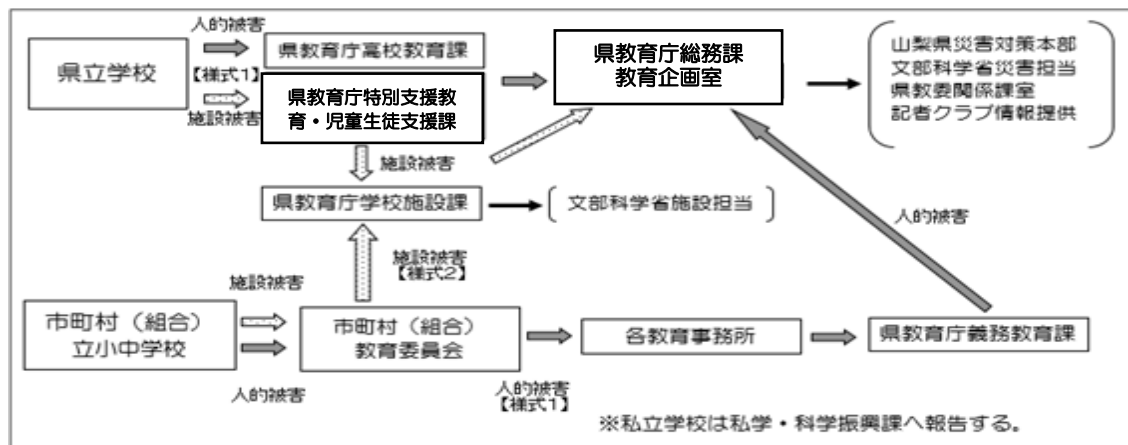 人的被害
県立学校
【様式1】
施設被害
県教育庁高校教育課
県教育庁特別支援教
育・児童生徒支援課
県教育庁総務課
教育企画室
山梨県災害対策本部
文部科学省災害担当
県教委関係課室
記者クラブ情報提供
施設被害
県教育庁学校施設課
文部科学省施設担当
人的被害
施設被害
【様式2】
施設被害
市町村(組合)
立小中学校
人的被害
市町村(組合)
教育委員会
人的被害
【様式1】
各教育事務所
県教育庁義務教育課
※私立学校は私学・科学振興課へ報告する。